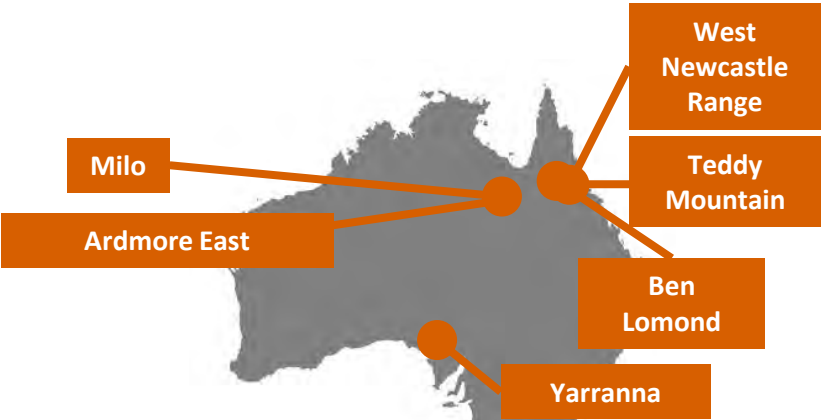 West
Newcastle
Range
Milo
Teddy
Mountain
Ardmore East
Ben
Lomond
Yarranna